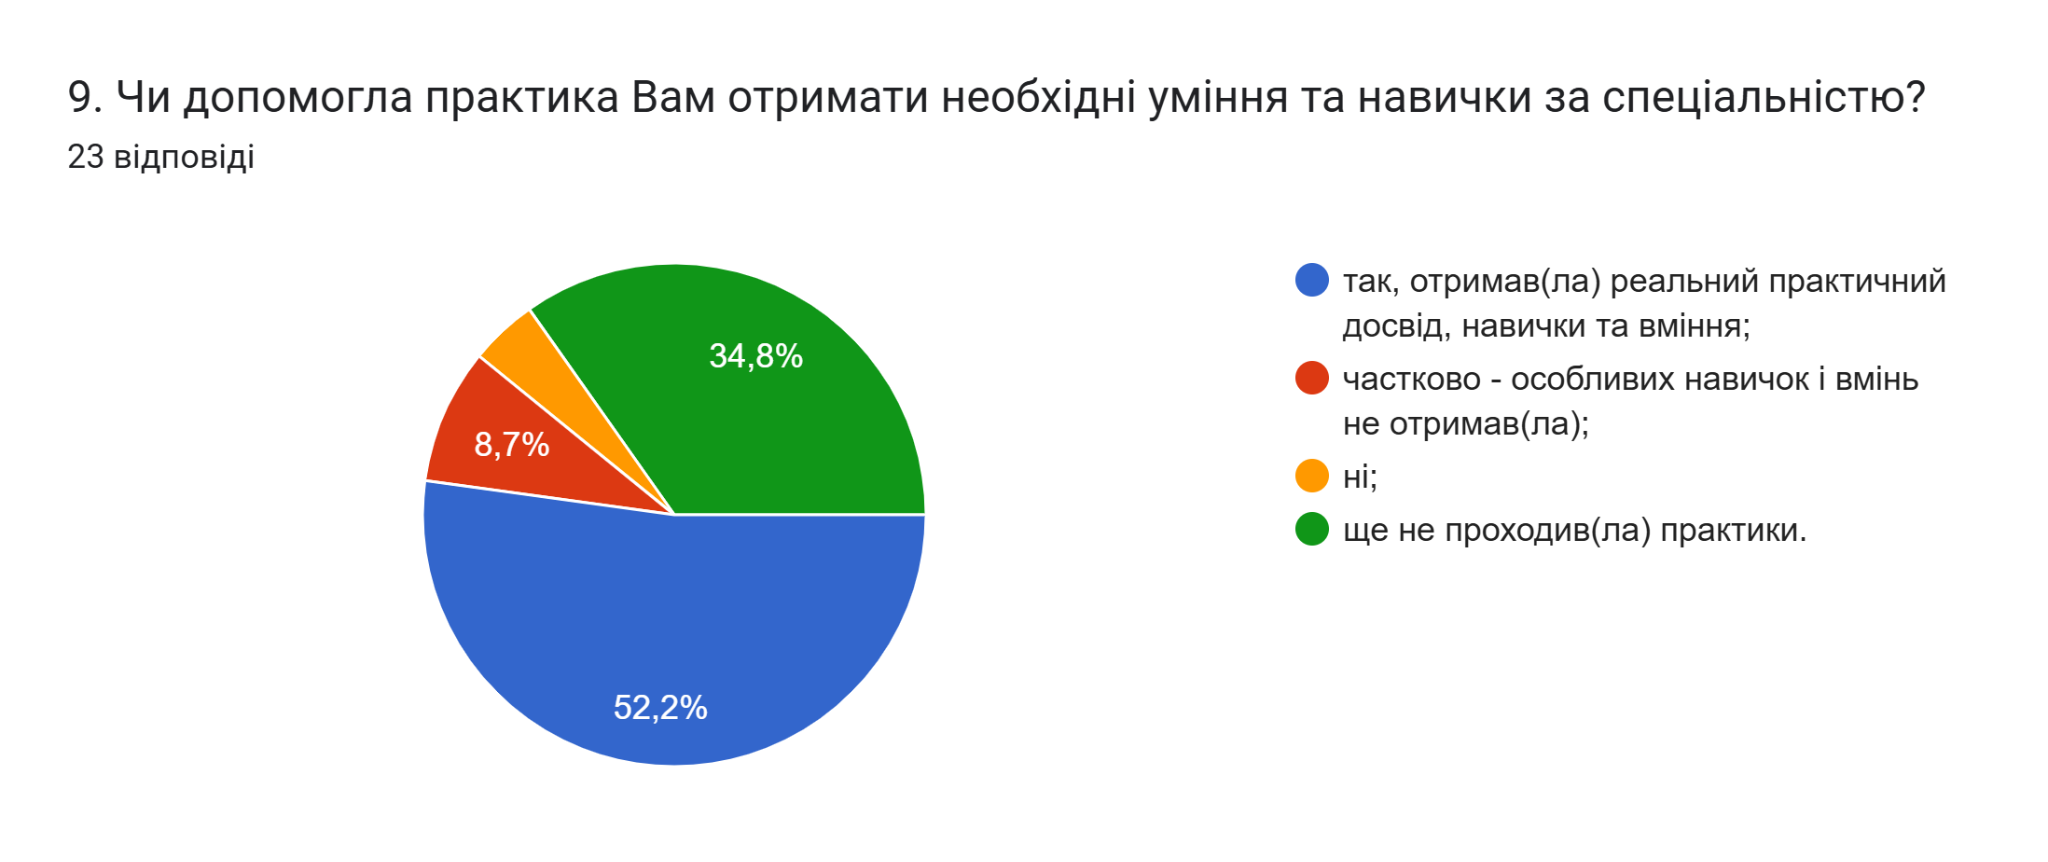 9. Чи допомогла практика Вам отримати необхідні уміння та навички за спеціальністю?
23 відповіді
34,8%
8,7%
52,2%
так, отримав(ла) реальний практичний
досвід, навички та вміння;
частково - особливих навичок і вмінь
не отримав(ла);
ні;
ще не проходив(ла) практики.